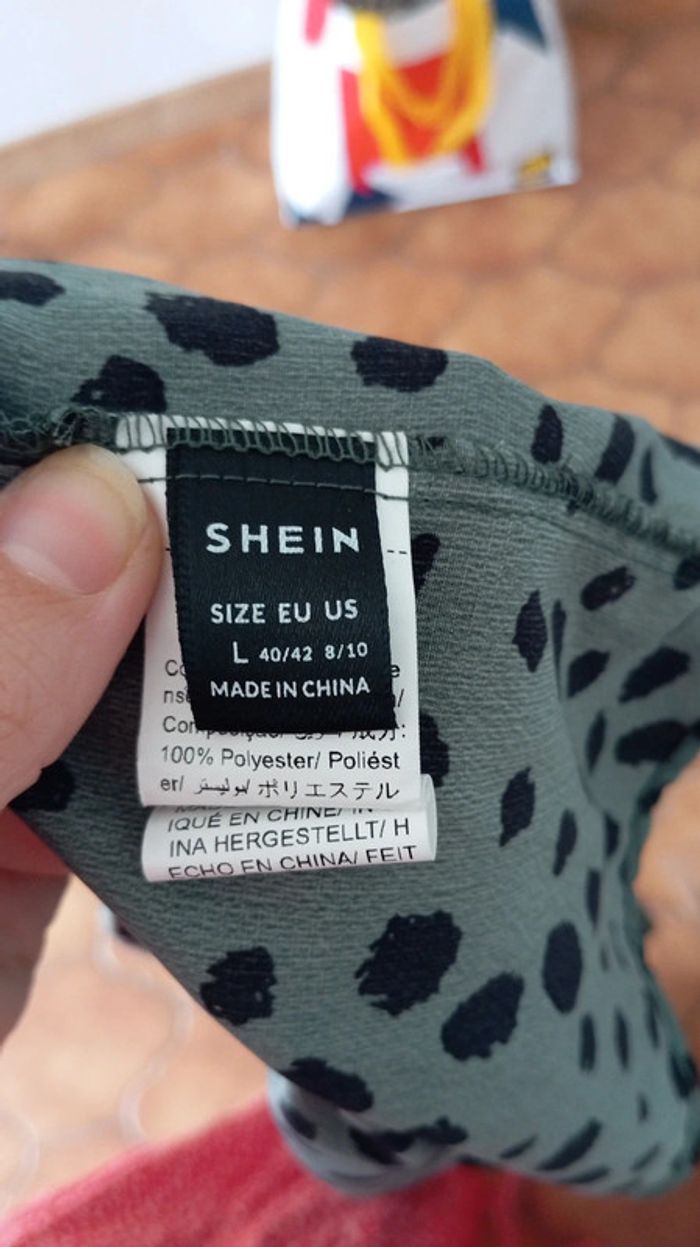 SHEIN
SIZE EU US
L 40/42 8/10
MADE IN CHINA
100% Polyester/ Poliést
er/ بوليستر/ ポリエステル
IQUÉ EN CHINE/
INA HERGESTELLT/ H
ECHO EN CHINA/ FEIT